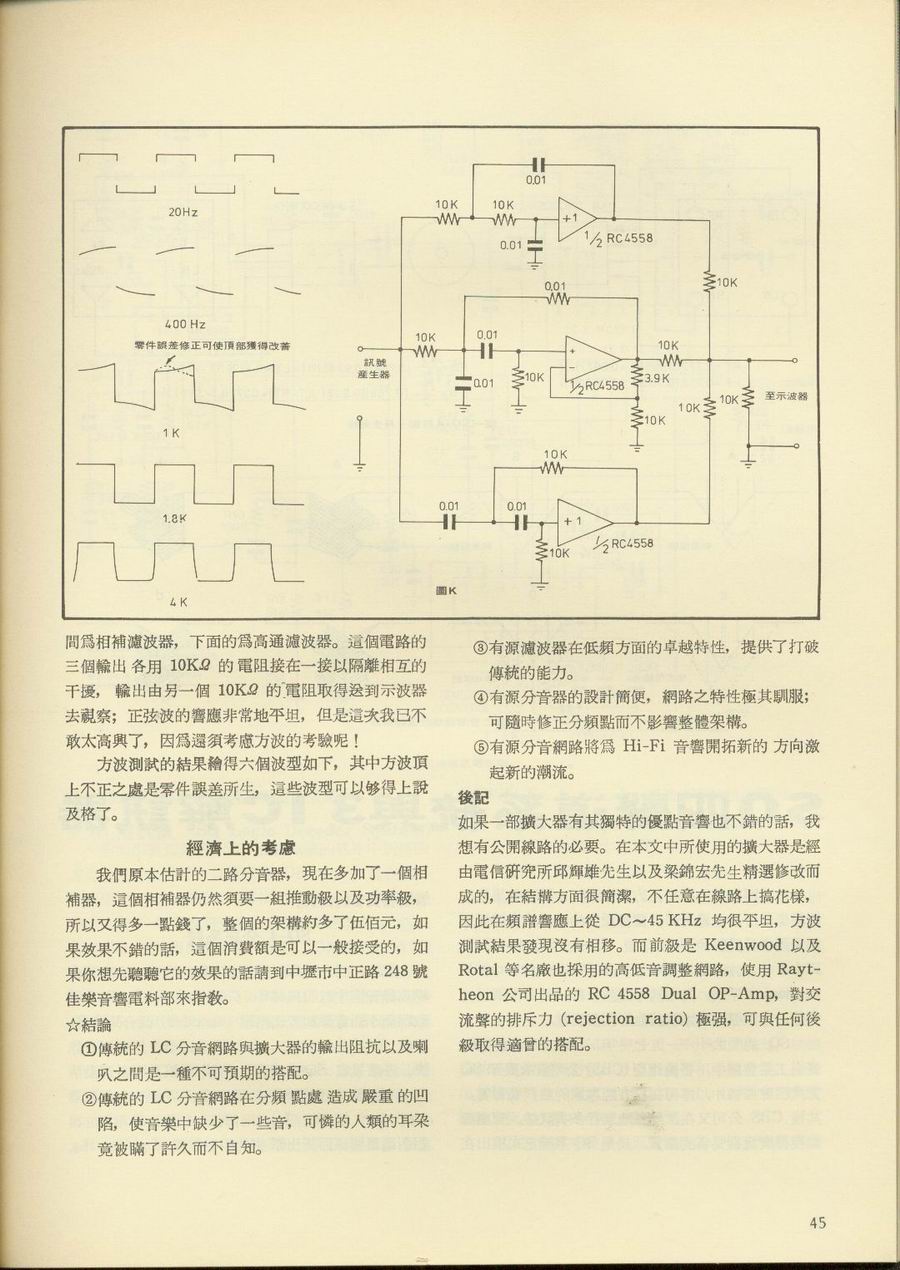 20Hz
400 Hz
零件誤差修正可使頂部獲得改善
1K
1.8K
4K
0.01
10K
10K
+1
0.01
1/2 RC4558
10K
0.01
10K
0.01
訊號
產生器
0.01
10K
+
−
1/2 RC4558
10K
3.9K
10K
10K
10K
至示波器
10K
0.01
0.01
+1
1/2 RC4558
10K
圖K
間爲相補濾波器，下面的爲高通濾波器。這個電路的
三個輸出各用 10KΩ 的電阻接在一接以隔離相互的
干擾，輸出由另一個 10KΩ 的電阻取得送到示波器
去視察；正弦波的響應非常地平坦，但是這次我已不
敢太高興了，因爲還須考慮方波的考驗呢！
方波測試的結果繪得六個波型如下，其中方波頂
上不正之處是零件誤差所生，這些波型可以够得上說
及格了。
經濟上的考慮
我們原本估計的二路分音器，現在多加了一個相
補器，這個相補器仍然須要一組推動級以及功率級，
所以又得多一點錢了，整個的架構約多了伍佰元，如
果效果不錯的話，這個消費額是可以一般接受的，如
果你想先聽聽它的效果的話請到中壢市中正路 248 號
佳樂音響電料部來指教。
☆結論
①傳統的 LC 分音網路與擴大器的輸出阻抗以及喇
叭之間是一種不可預期的搭配。
②傳統的 LC 分音網路在分頻點處造成嚴重的凹
陷，使音樂中缺少了一些音，可憐的人類的耳朶
竟被瞞了許久而不自知。
③有源濾波器在低頻方面的卓越特性，提供了打破
傳統的能力。
④有源分音器的設計簡便，網路之特性極其馴服；
可隨時修正分頻點而不影響整體架構。
⑤有源分音網路將爲 Hi-Fi 音響開拓新的方向激
起新的潮流。
後記
如果一部擴大器有其獨特的優點音響也不錯的話，我
想有公開線路的必要。在本文中所使用的擴大器是經
由電信研究所邱輝雄先生以及梁錦宏先生精選修改而
成的，在結構方面很簡潔，不任意在線路上搞花樣，
因此在頻譜響應上從 DC～45 KHz 均很平坦，方波
測試結果發現沒有相移。而前級是 Keenwood 以及
Rotal 等名廠也採用的高低音調整網路，使用 Rayt-
heon 公司出品的 RC 4558 Dual OP-Amp，對交
流聲的排斥力 (rejection ratio) 極强，可與任何後
級取得適曾的搭配。
45